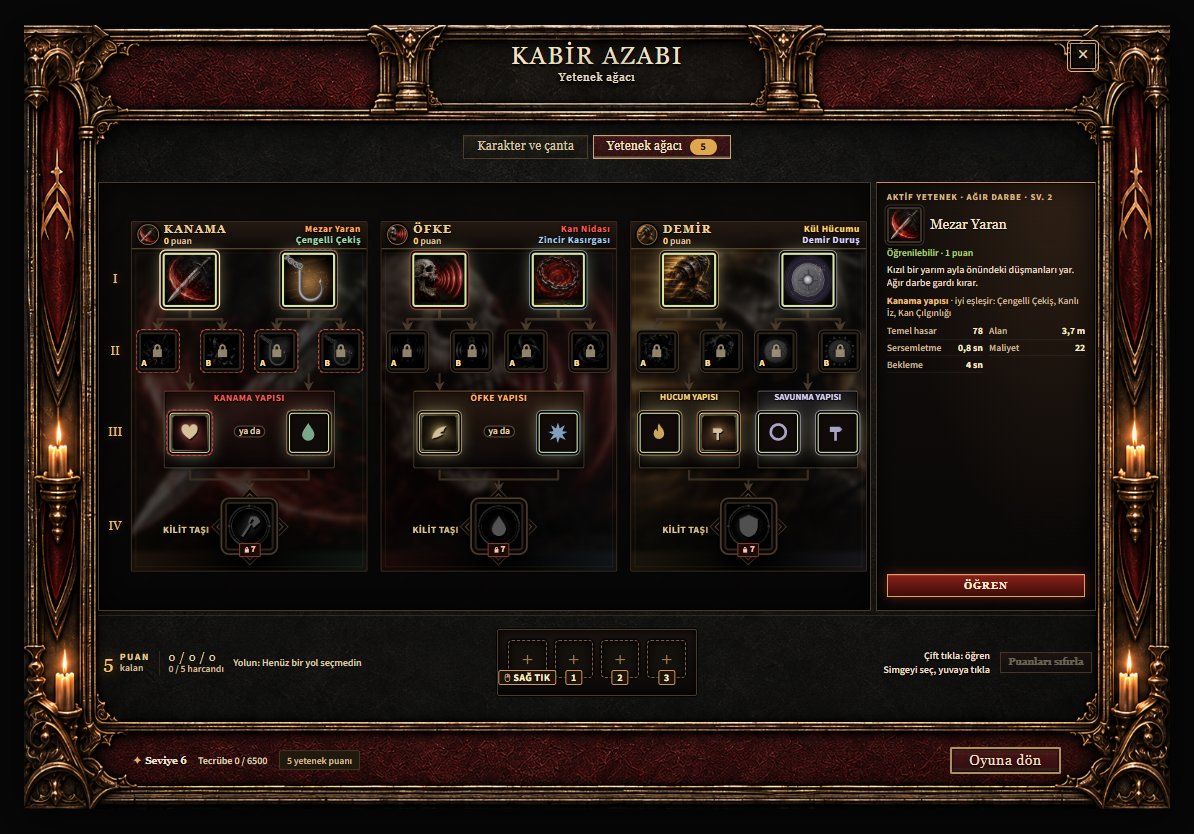 KABİR AZABI
Yetenek ağacı
×
Karakter ve çanta
Yetenek ağacı 5
KANAMA
0 puan
Mezar Yaran
Çengelli Çekiş
ÖFKE
0 puan
Kan Nidası
Zincir Kasırgası
DEMİR
0 puan
Kül Hücumu
Demir Duruş
I
II
A B A B
A B A B
A B A B
III
KANAMA YAPISI
ya da
ÖFKE YAPISI
ya da
HÜCUM YAPISI
SAVUNMA YAPISI
IV
KİLİT TAŞI
7
KİLİT TAŞI
7
KİLİT TAŞI
7
AKTİF YETENEK · AĞIR DARBE · SV. 2
Mezar Yaran
Öğrenilebilir · 1 puan
Kızıl bir yarım ayla önündeki düşmanları yar.
Ağır darbe gardı kırar.
Kanama yapısı · iyi eşleşir: Çengelli Çekiş, Kanlı
İz, Kan Çılgınlığı
Temel hasar 78 Alan 3,7 m
Sersemletme 0,8 sn Maliyet 22
Bekleme 4 sn
ÖĞREN
5 PUAN
kalan
0 / 0 / 0
0 / 5 harcandı
Yolun: Henüz bir yol seçmedin
+ + + +
SAĞ TIK 1 2 3
Çift tıkla: öğren
Simgeyi seç, yuvaya tıkla
Puanları sıfırla
Seviye 6 Tecrübe 0 / 6500 5 yetenek puanı
Oyuna dön